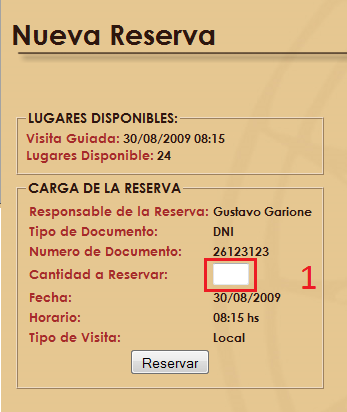 Nueva Reserva
LUGARES DISPONIBLES:
Visita Guiada: 30/08/2009 08:15
Lugares Disponible: 24
CARGA DE LA RESERVA
Responsable de la Reserva: Gustavo Garione
Tipo de Documento: DNI
Numero de Documento: 26123123
Cantidad a Reservar: 1
Fecha: 30/08/2009
Horario: 08:15 hs
Tipo de Visita: Local
Reservar